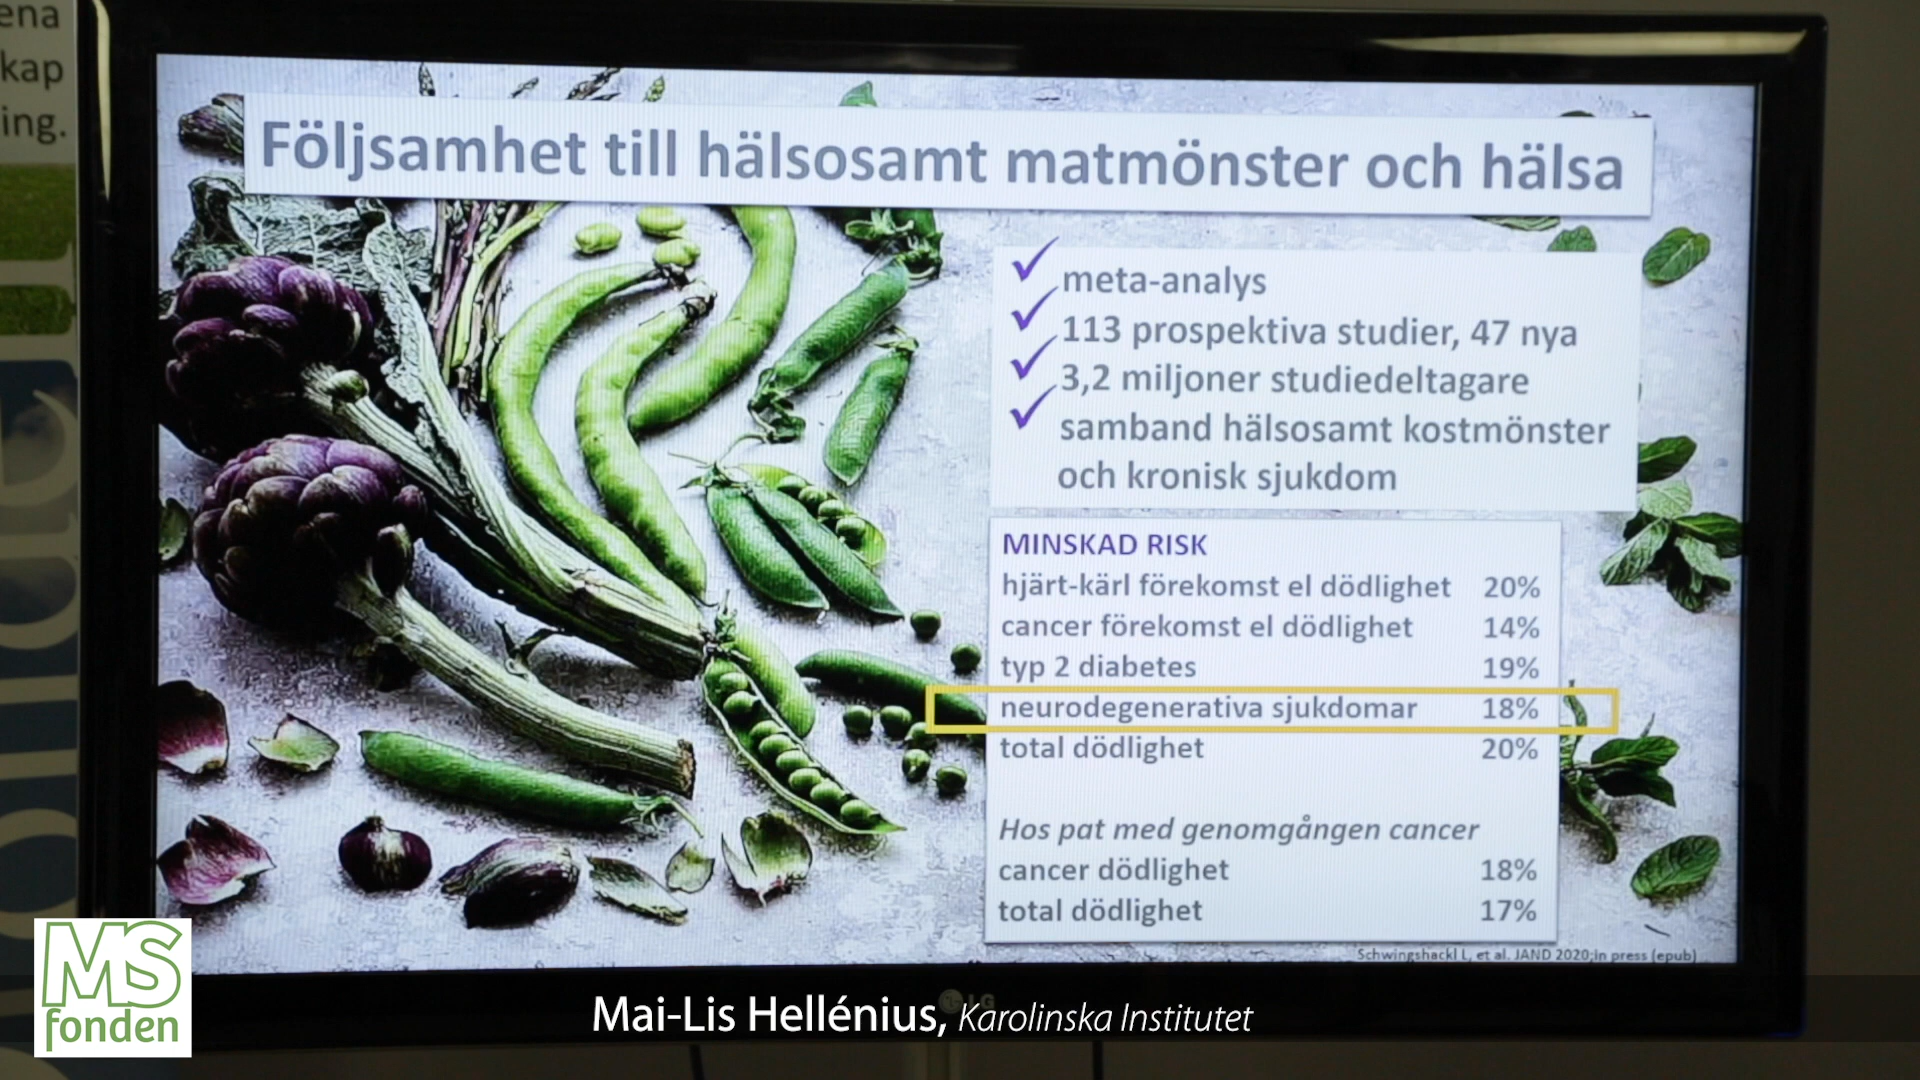 ena
kap
ing.
Följsamhet till hälsosamt matmönster och hälsa
✓ meta-analys
✓ 113 prospektiva studier, 47 nya
✓ 3,2 miljoner studiedeltagare
✓ samband hälsosamt kostmönster
och kronisk sjukdom
MINSKAD RISK
hjärt-kärl förekomst el dödlighet 20%
cancer förekomst el dödlighet 14%
typ 2 diabetes 19%
neurodegenerativa sjukdomar 18%
total dödlighet 20%
Hos pat med genomgången cancer
cancer dödlighet 18%
total dödlighet 17%
Schwingshackl L, et al. JAND 2020;in press (epub)
LG
MS
fonden
Mai-Lis Hellénius, Karolinska Institutet